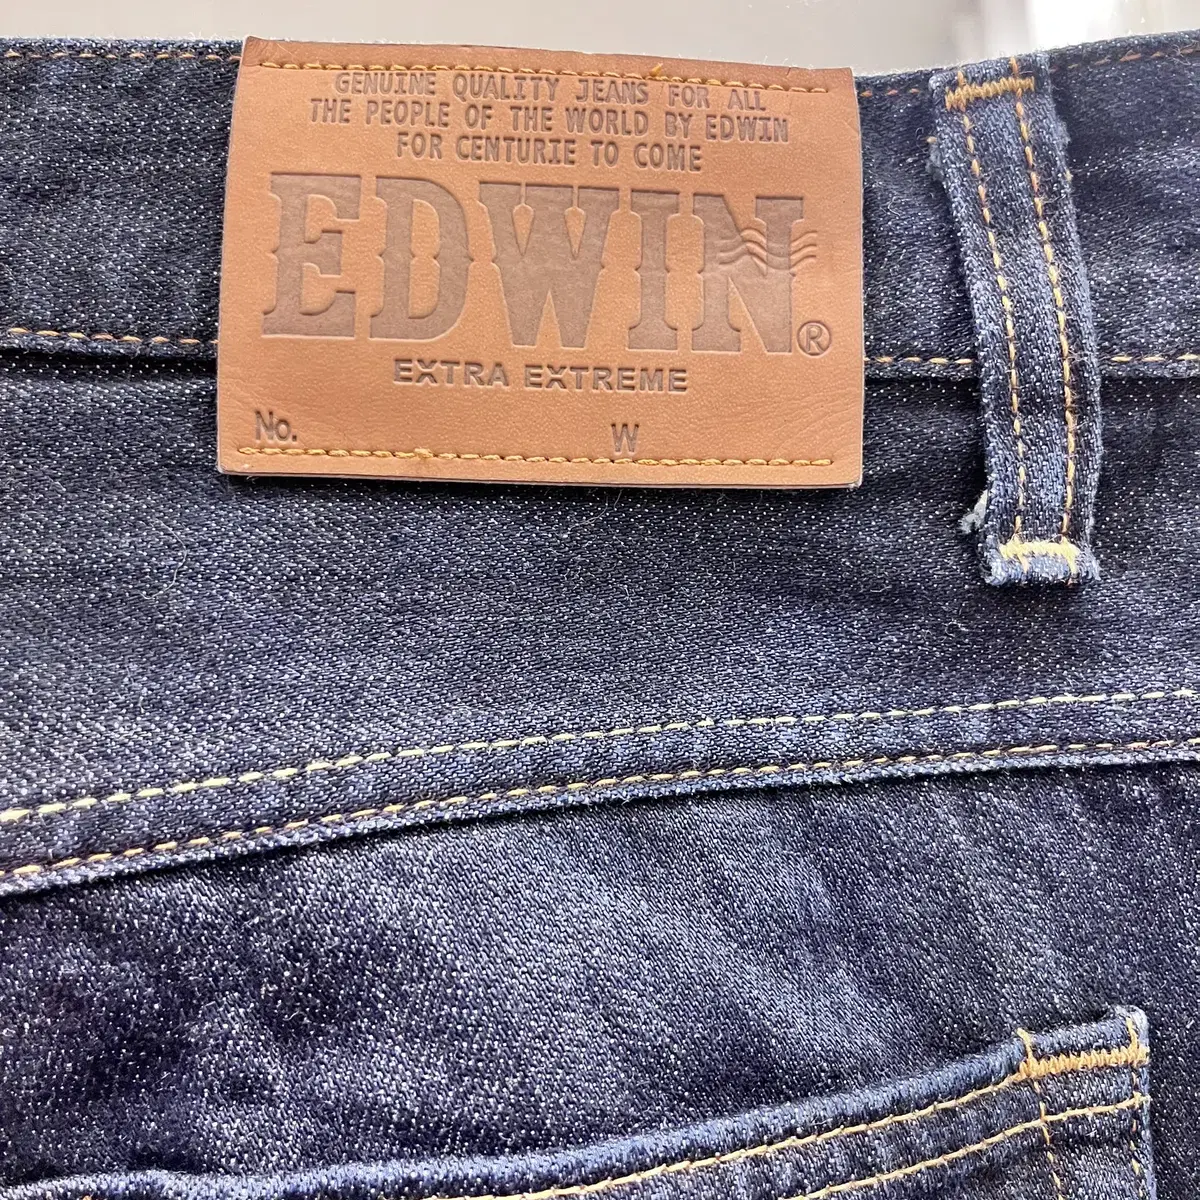 GENUINE QUALITY JEANS FOR ALL
THE PEOPLE OF THE WORLD BY EDWIN
FOR CENTURIE TO COME
EDWIN®
EXTRA EXTREME
No. W